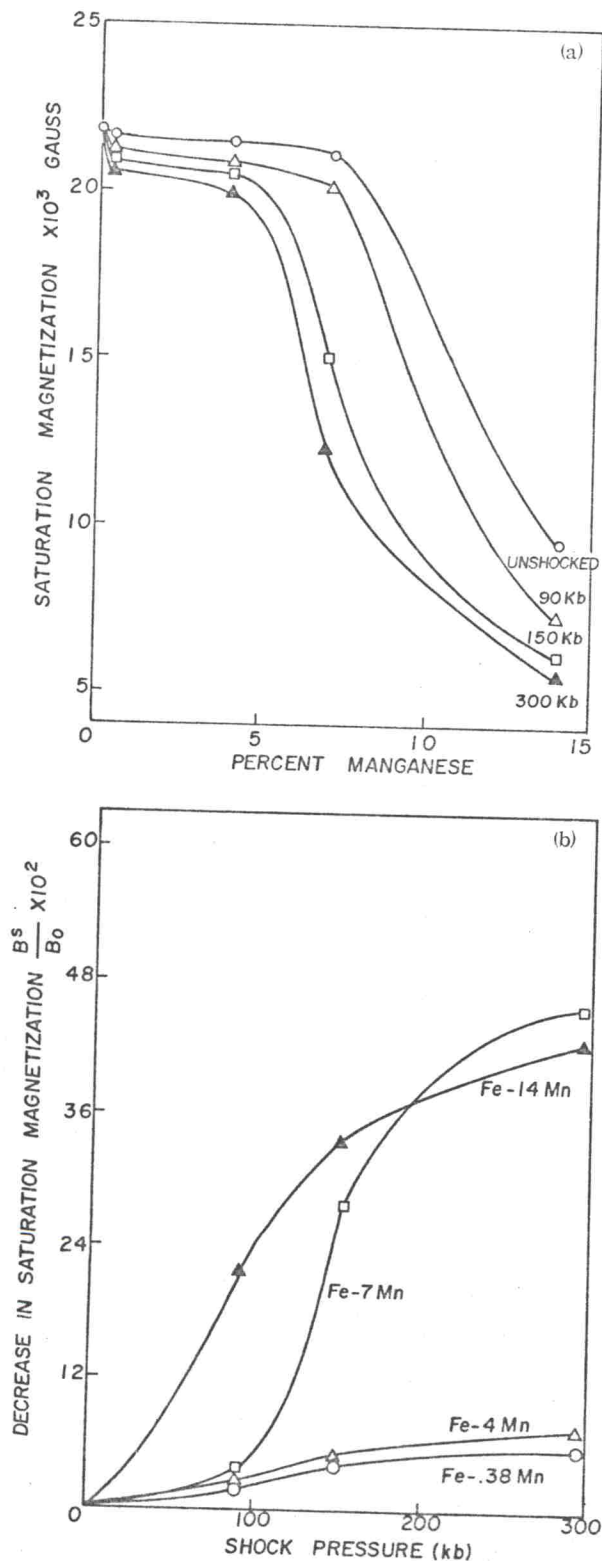 (a)
SATURATION MAGNETIZATION X10³ GAUSS
25
20
15
10
5
0
5
10
15
PERCENT MANGANESE
UNSHOCKED
90 Kb
150 Kb
300 Kb
(b)
DECREASE IN SATURATION MAGNETIZATION Bˢ/B₀ X10²
60
48
36
24
12
0
100
200
300
SHOCK PRESSURE (kb)
Fe-14 Mn
Fe-7 Mn
Fe-4 Mn
Fe-.38 Mn